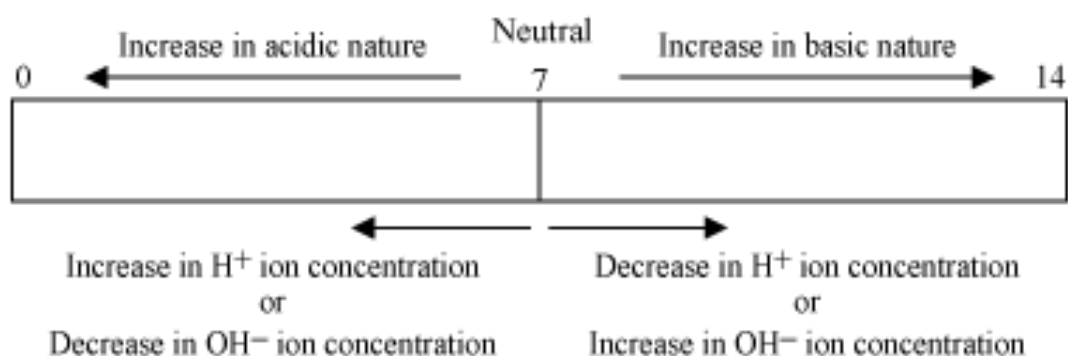 Increase in acidic nature Neutral Increase in basic nature
0 7 14
Increase in H+ ion concentration
or
Decrease in OH− ion concentration
Decrease in H+ ion concentration
or
Increase in OH− ion concentration